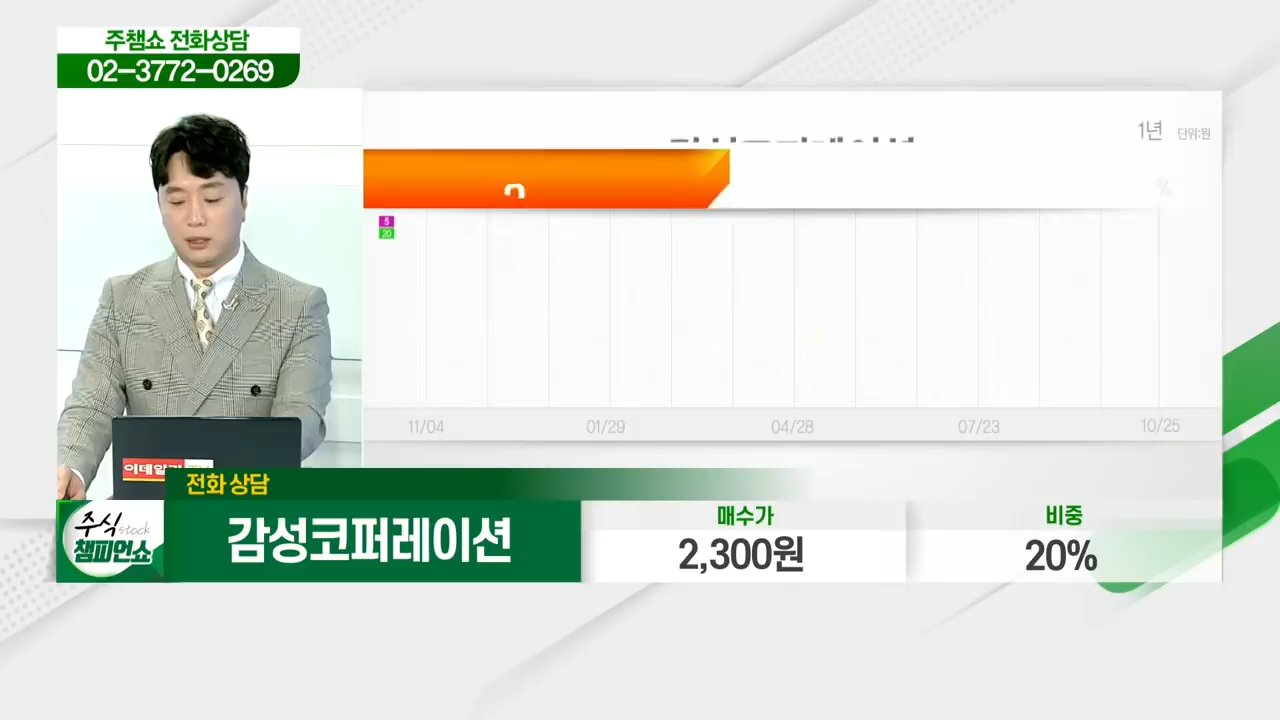 주챔쇼 전화상담
02-3772-0269
1년 단위:원
%
5
20
11/04 01/29 04/28 07/23 10/25
전화 상담
주식 stock
챔피언쇼
감성코퍼레이션
매수가
2,300원
비중
20%